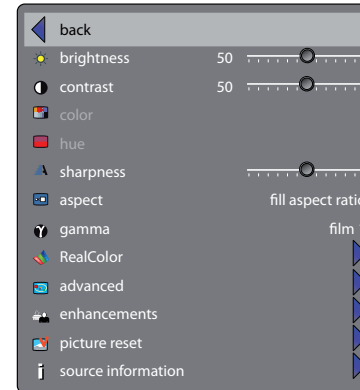 back
brightness 50
contrast 50
color
hue
sharpness
aspect fill aspect ratio
gamma film
RealColor
advanced
enhancements
picture reset
source information